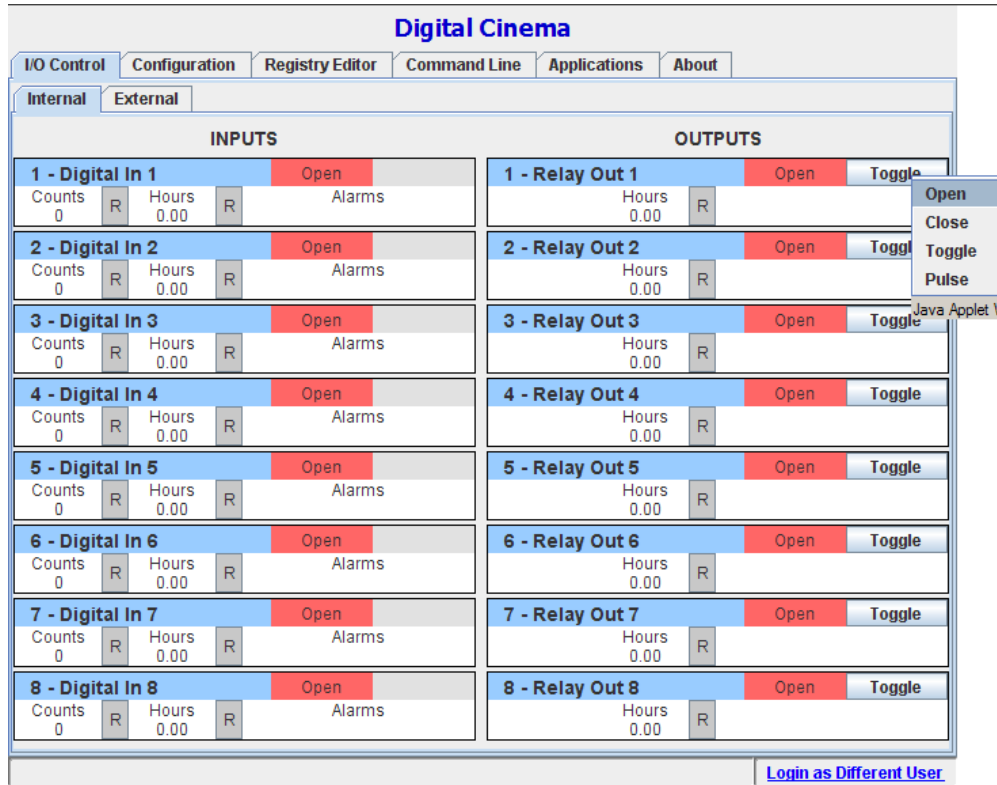 Digital Cinema
I/O Control Configuration Registry Editor Command Line Applications About
Internal External
INPUTS OUTPUTS
1 - Digital In 1 Open 1 - Relay Out 1 Open Toggle
Counts Hours Alarms Hours
0 R 0.00 R 0.00 R
Open
Close
Toggle
Pulse
Java Applet
2 - Digital In 2 Open 2 - Relay Out 2 Open Toggl
Counts Hours Alarms Hours
0 R 0.00 R 0.00 R
3 - Digital In 3 Open 3 - Relay Out 3 Open Toggle
Counts Hours Alarms Hours
0 R 0.00 R 0.00 R
4 - Digital In 4 Open 4 - Relay Out 4 Open Toggle
Counts Hours Alarms Hours
0 R 0.00 R 0.00 R
5 - Digital In 5 Open 5 - Relay Out 5 Open Toggle
Counts Hours Alarms Hours
0 R 0.00 R 0.00 R
6 - Digital In 6 Open 6 - Relay Out 6 Open Toggle
Counts Hours Alarms Hours
0 R 0.00 R 0.00 R
7 - Digital In 7 Open 7 - Relay Out 7 Open Toggle
Counts Hours Alarms Hours
0 R 0.00 R 0.00 R
8 - Digital In 8 Open 8 - Relay Out 8 Open Toggle
Counts Hours Alarms Hours
0 R 0.00 R 0.00 R
Login as Different User